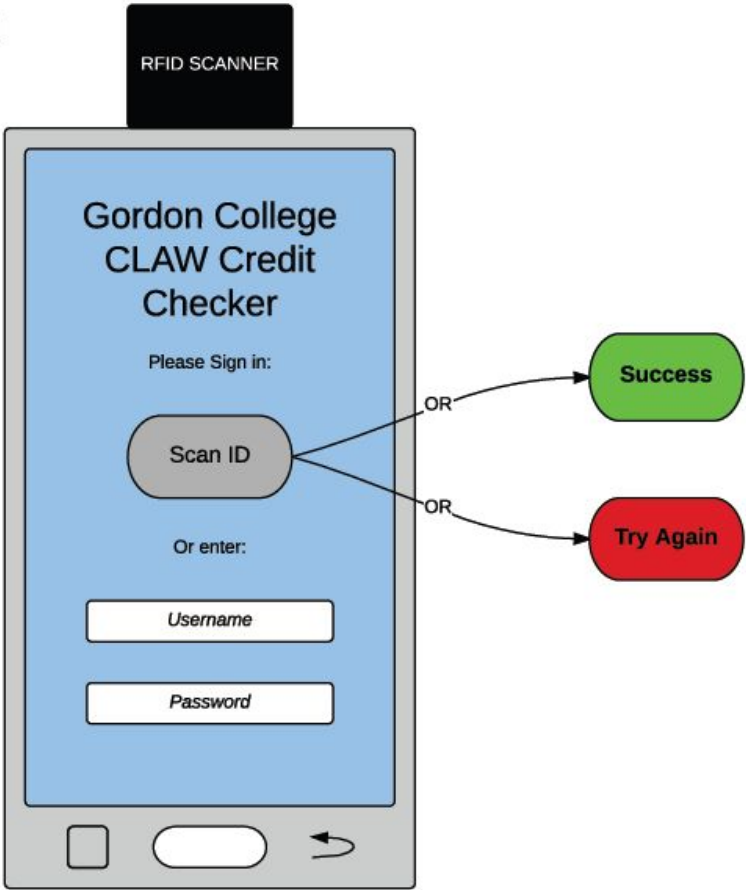 RFID SCANNER
Gordon College
CLAW Credit
Checker
Please Sign in:
Scan ID
OR
Success
OR
Try Again
Or enter:
Username
Password